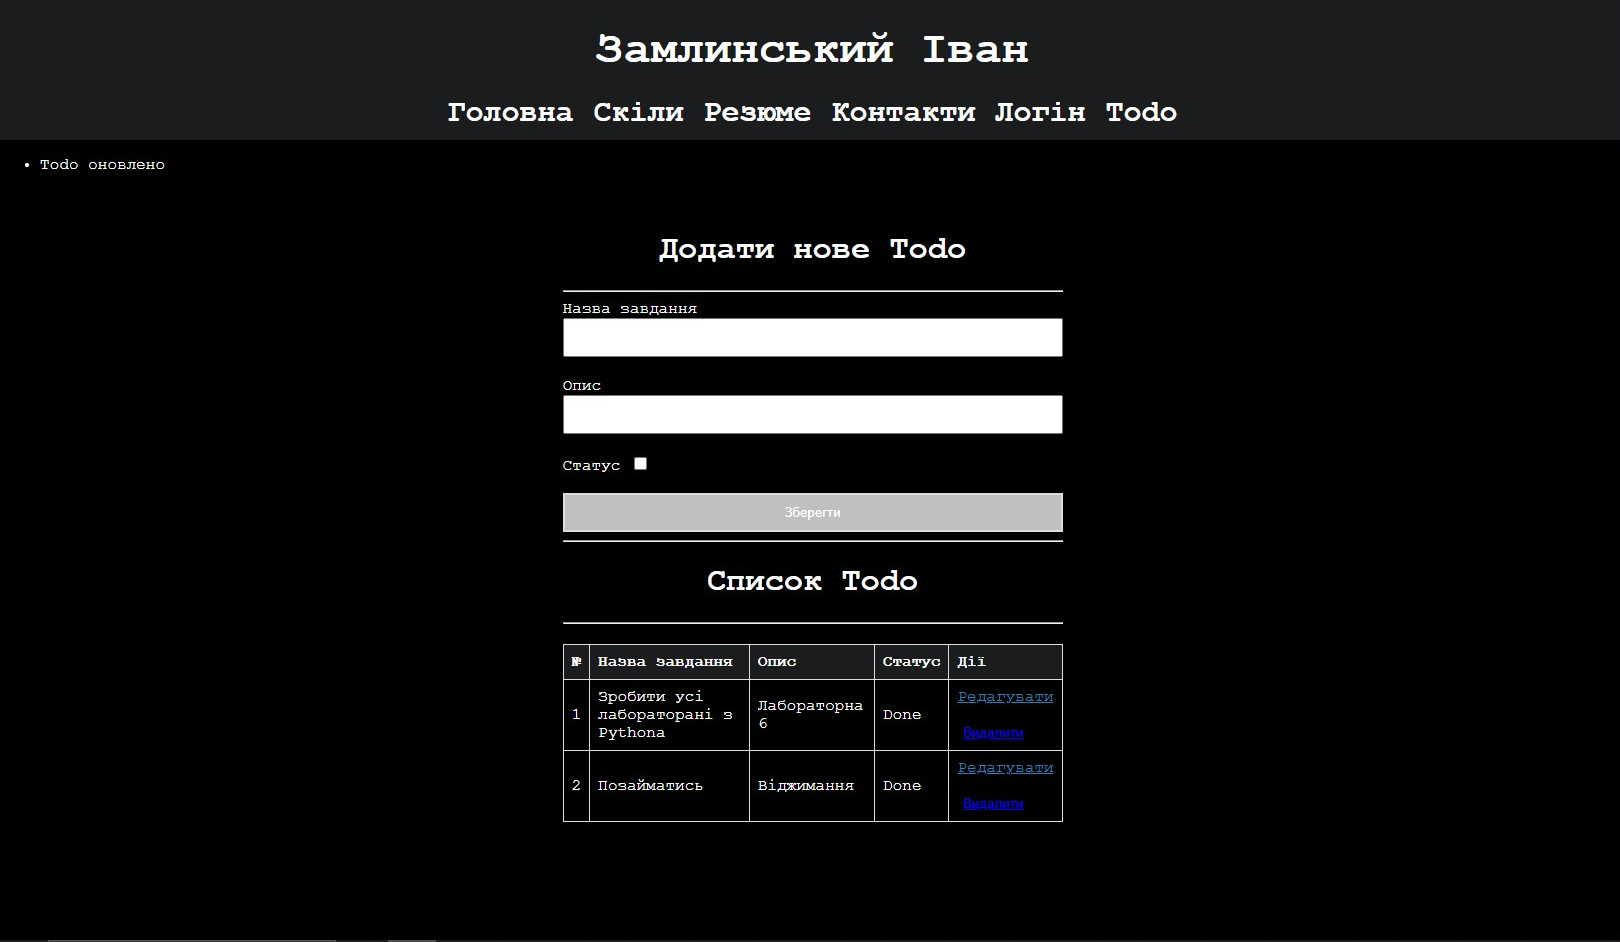 Замлинський Іван
Головна Скіли Резюме Контакти Логін Todo
Todo оновлено
Додати нове Todo
Назва завдання
Опис
Статус
Зберегти
Список Todo
№ Назва завдання Опис Статус Дії
1 Зробити усі лабораторані з Pythona Лабораторна 6 Done Редагувати Видалити
2 Позайматись Віджимання Done Редагувати Видалити